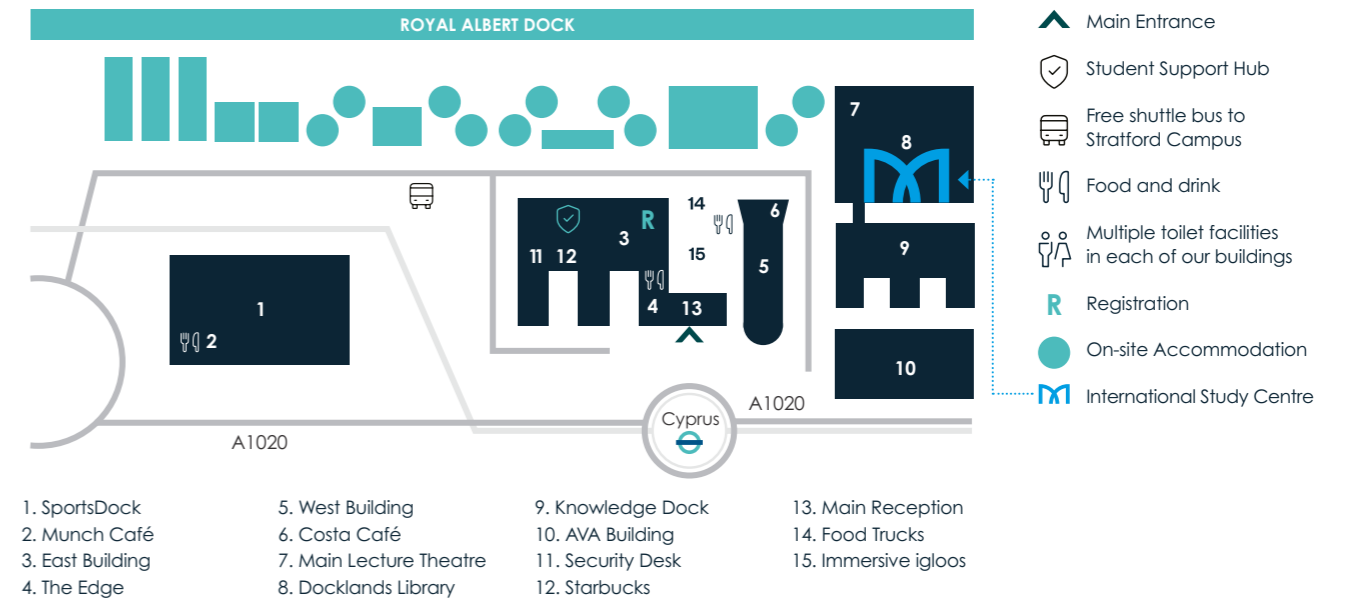 ROYAL ALBERT DOCK
Main Entrance
Student Support Hub
Free shuttle bus to
Stratford Campus
Food and drink
Multiple toilet facilities
in each of our buildings
R Registration
On-site Accommodation
International Study Centre
7
8
14
6
R
3
11 12
15
5
9
1
4 13
2
10
A1020
Cyprus
A1020
1. SportsDock
2. Munch Café
3. East Building
4. The Edge
5. West Building
6. Costa Café
7. Main Lecture Theatre
8. Docklands Library
9. Knowledge Dock
10. AVA Building
11. Security Desk
12. Starbucks
13. Main Reception
14. Food Trucks
15. Immersive igloos